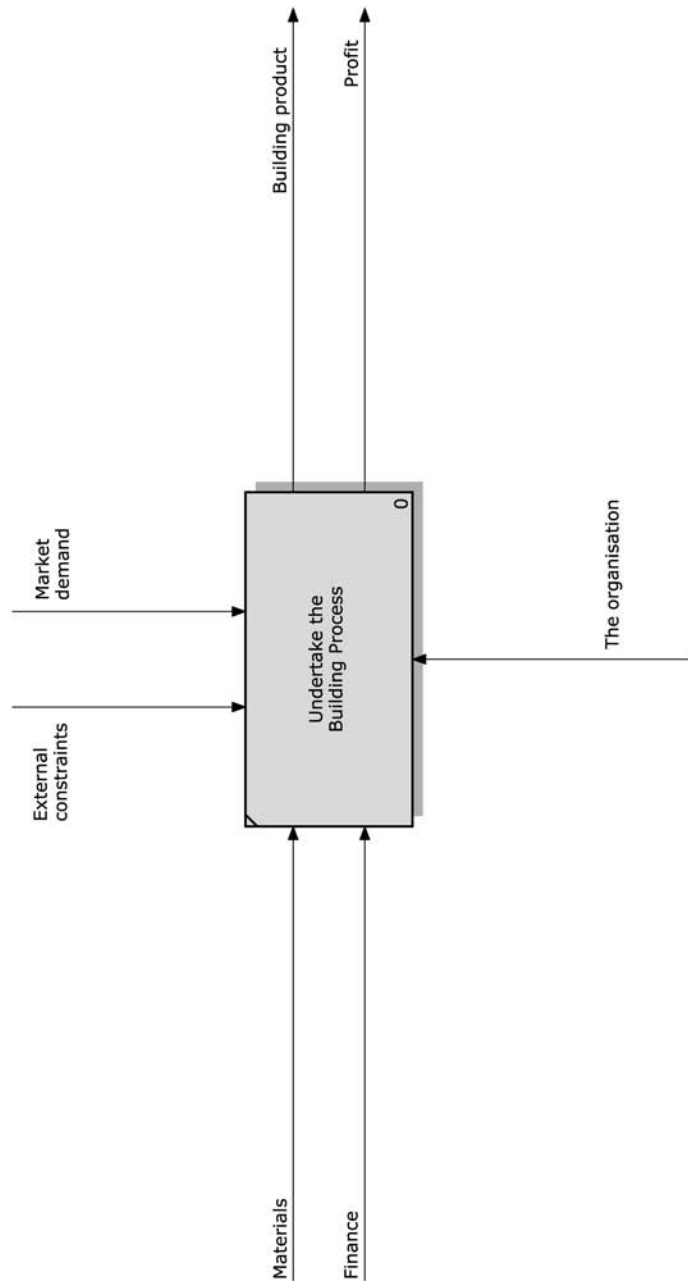 External
constraints
Market
demand
Materials
Finance
Undertake the
Building Process
0
Building product
Profit
The organisation